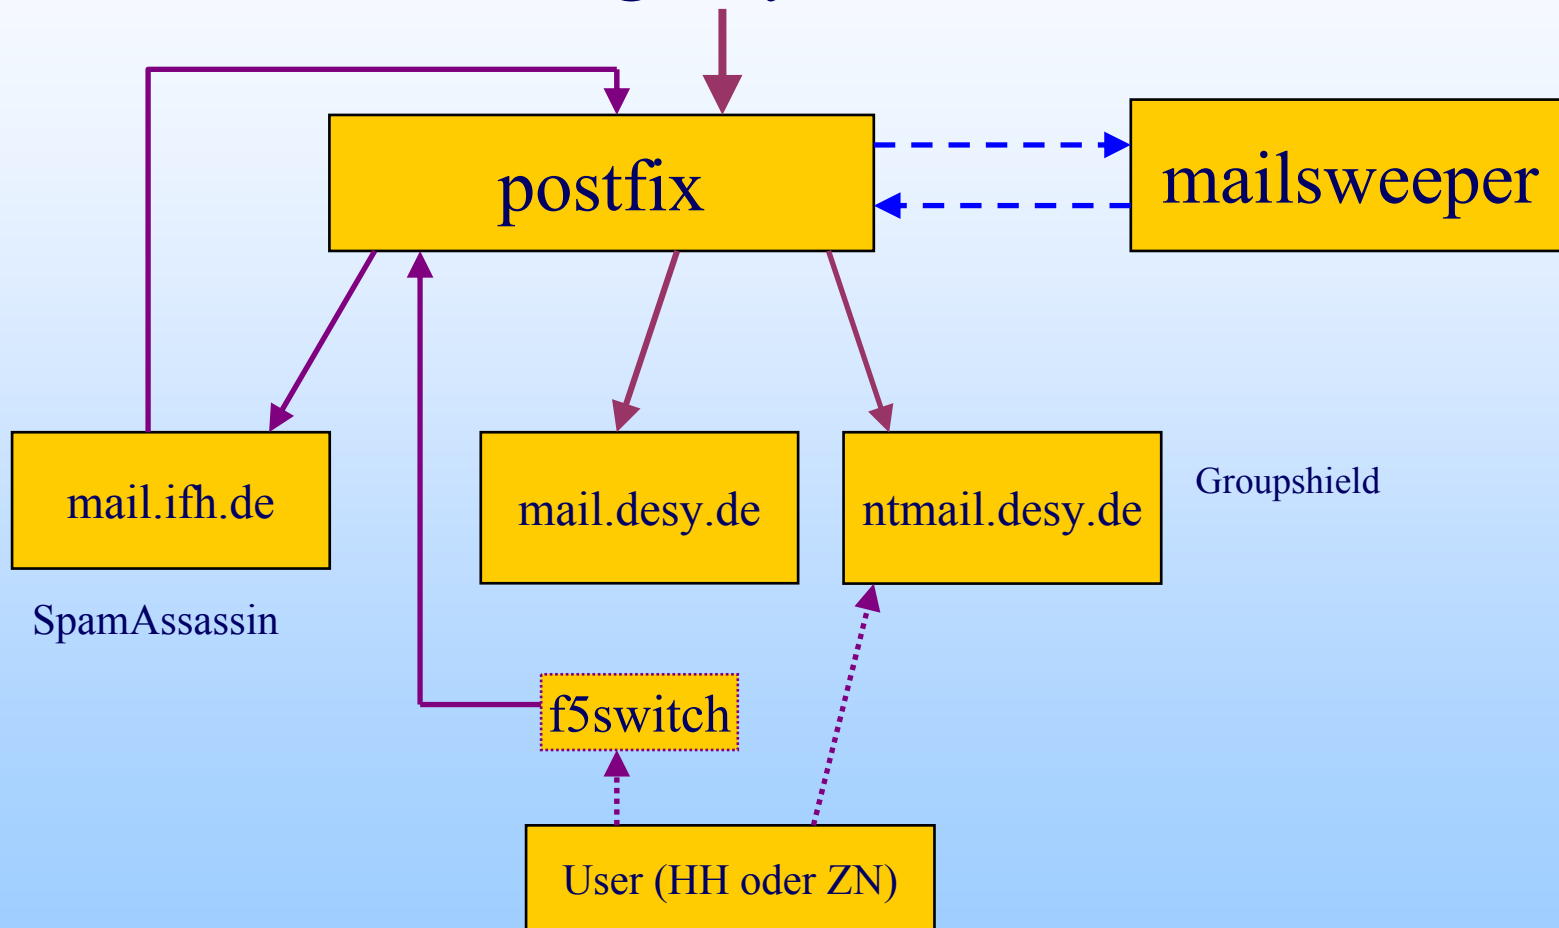 postfix
mailsweeper
mail.ifh.de
mail.desy.de
ntmail.desy.de
Groupshield
SpamAssassin
f5switch
User (HH oder ZN)